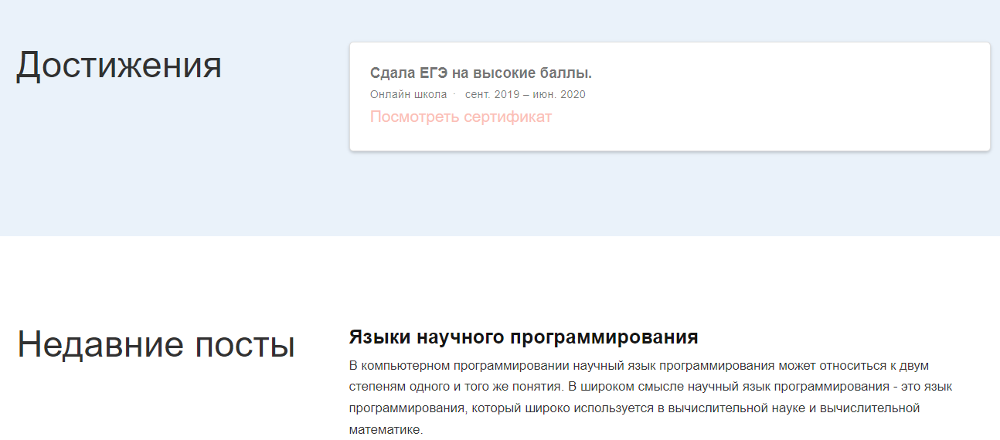 Достижения
Сдала ЕГЭ на высокие баллы.
Онлайн школа · сент. 2019 – июн. 2020
Посмотреть сертификат
Недавние посты
Языки научного программирования
В компьютерном программировании научный язык программирования может относиться к двум
степеням одного и того же понятия. В широком смысле научный язык программирования - это язык
программирования, который широко используется в вычислительной науке и вычислительной
математике.